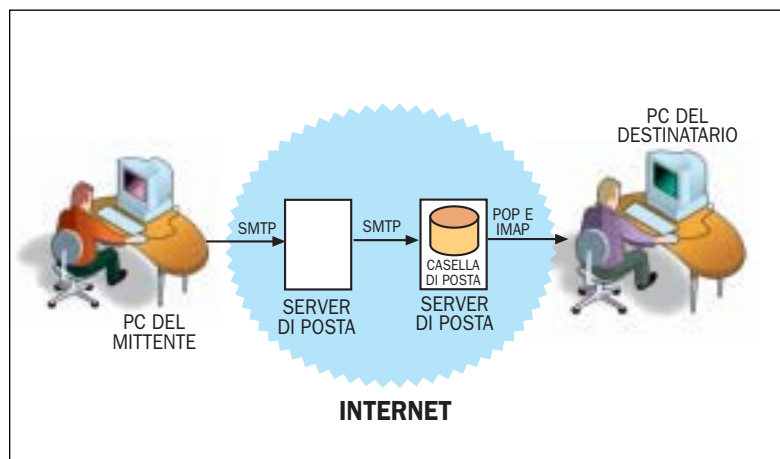 PC DEL
DESTINATARIO
SMTP
SMTP
POP E
IMAP
CASELLA
DI POSTA
SERVER
DI POSTA
SERVER
DI POSTA
PC DEL
MITTENTE
INTERNET